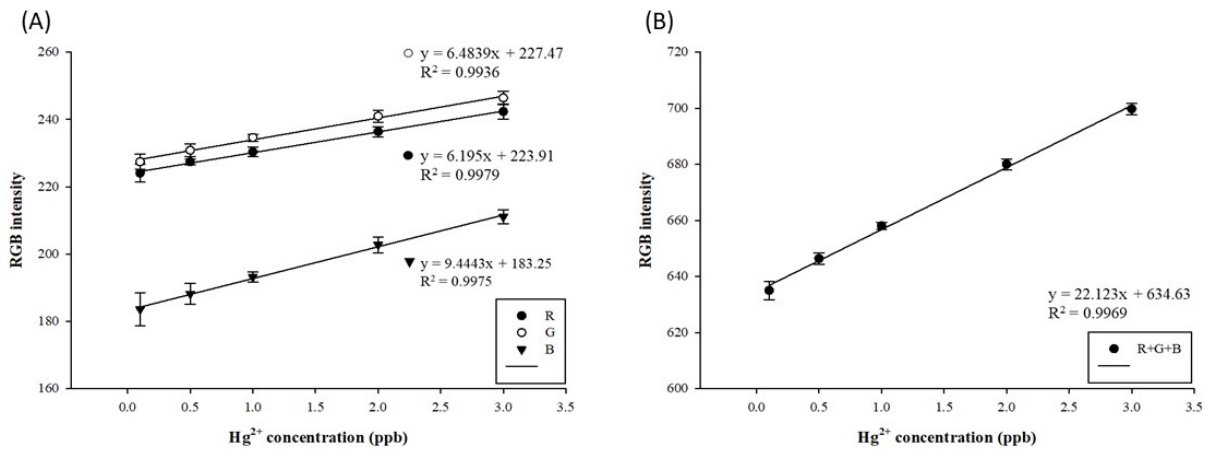 (A)
RGB intensity
260
240
220
200
180
160
y = 6.4839x + 227.47
R² = 0.9936
y = 6.195x + 223.91
R² = 0.9979
y = 9.4443x + 183.25
R² = 0.9975
R
G
B
0.0 0.5 1.0 1.5 2.0 2.5 3.0 3.5
Hg²⁺ concentration (ppb)
(B)
RGB intensity
720
700
680
660
640
620
600
y = 22.123x + 634.63
R² = 0.9969
R+G+B
0.0 0.5 1.0 1.5 2.0 2.5 3.0 3.5
Hg²⁺ concentration (ppb)